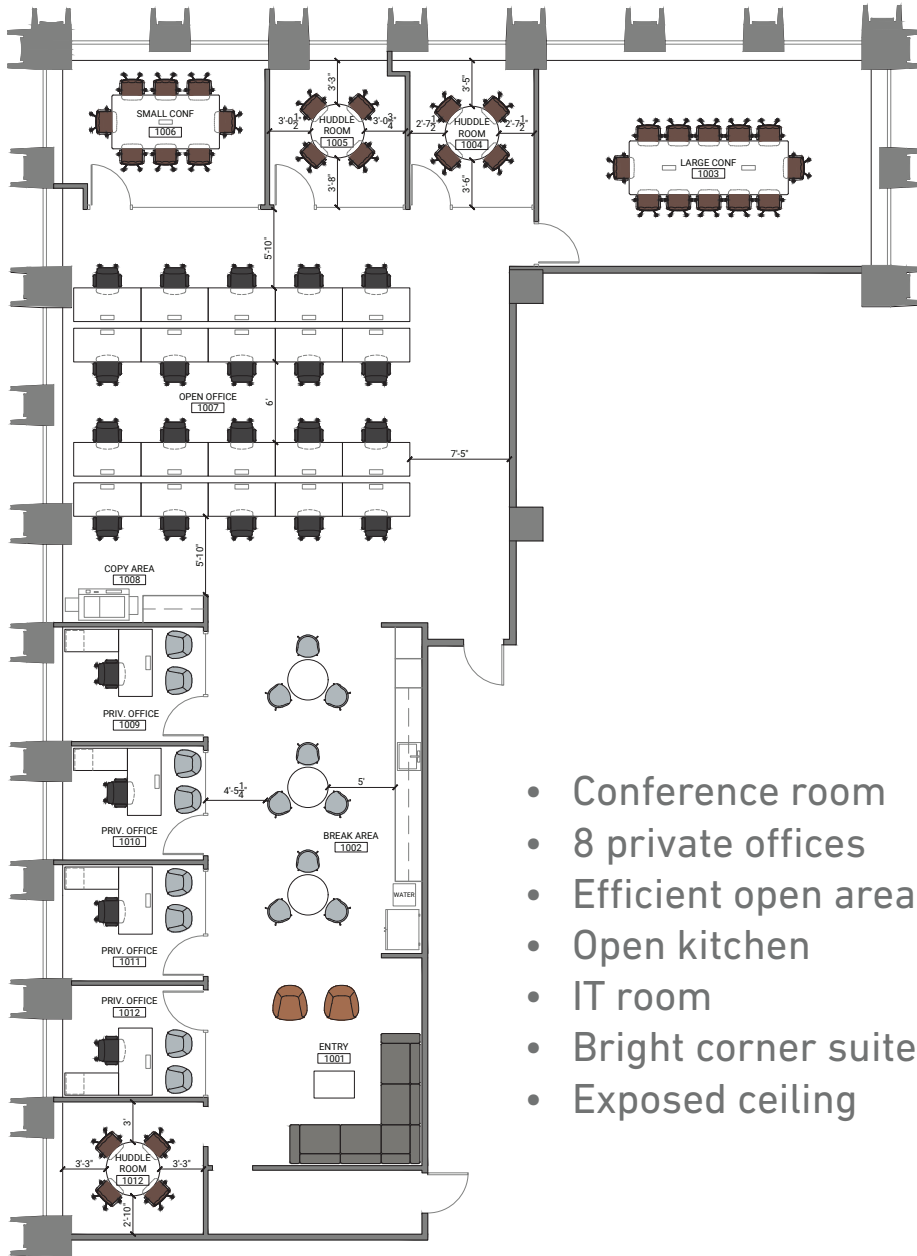 SMALL CONF
1006
3'-3"
3'-0½"
HUDDLE
ROOM
1005
3'-0¾"
3'-8"
3'-5"
2'-7½"
HUDDLE
ROOM
1004
2'-7½"
3'-6"
LARGE CONF
1003
5'-10"
OPEN OFFICE
1007
6'
7'-5"
5'-10"
COPY AREA
1008
PRIV. OFFICE
1009
4'-5¼"
5'
PRIV. OFFICE
1010
BREAK AREA
1002
WATER
PRIV. OFFICE
1011
PRIV. OFFICE
1012
ENTRY
1001
3'
HUDDLE
ROOM
1012
3'-3"
3'-3"
2'-10"
• Conference room
• 8 private offices
• Efficient open area
• Open kitchen
• IT room
• Bright corner suite
• Exposed ceiling